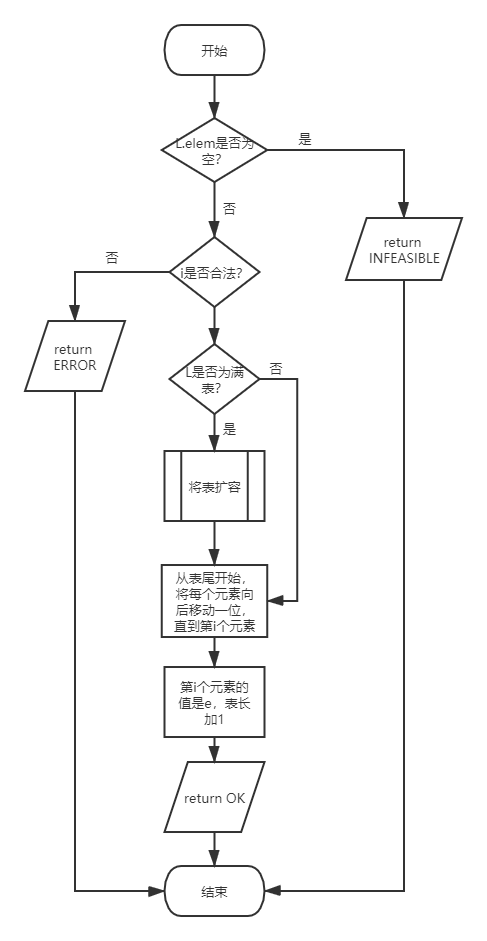 开始
L.elem是否为
空？
是
否
return
INFEASIBLE
i是否合法？
否
return
ERROR
L是否为满
表？
否
是
将表扩容
从表尾开始，
将每个元素向
后移动一位，
直到第i个元素
第i个元素的
值是e，表长
加1
return OK
结束